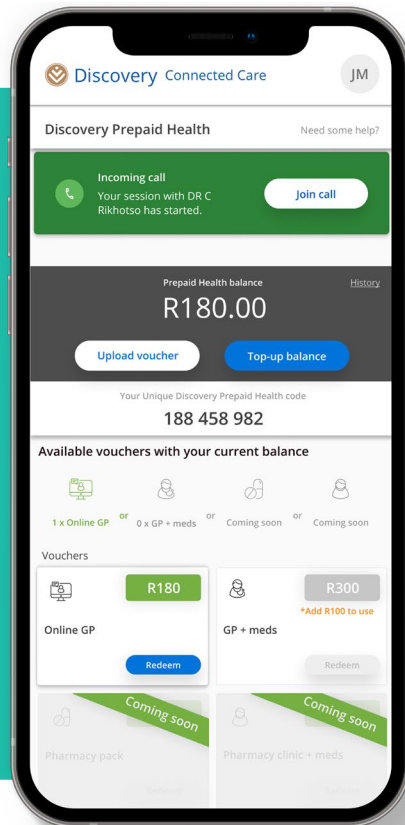 Discovery Connected Care
JM
Discovery Prepaid Health
Need some help?
Incoming call
Your session with DR C
Rikhotso has started.
Join call
Prepaid Health balance
History
R180.00
Upload voucher
Top-up balance
Your Unique Discovery Prepaid Health code
188 458 982
Available vouchers with your current balance
1 x Online GP or 0 x GP + meds or Coming soon or Coming soon
Vouchers
R180
R300
*Add R100 to use
Online GP
GP + meds
Redeem
Redeem
Coming soon
Coming soon
Pharmacy pack
Pharmacy clinic + meds